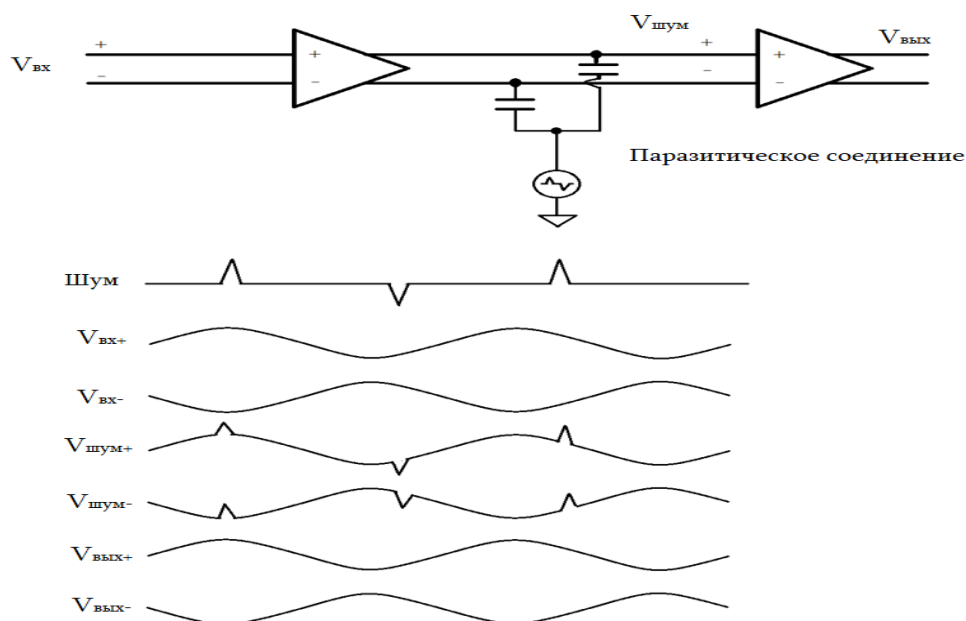 Vшум
Vвых
Vвх
+
−
+
−
+
−
+
−
Паразитическое соединение
Шум
Vвх+
Vвх-
Vшум+
Vшум-
Vвых+
Vвых-